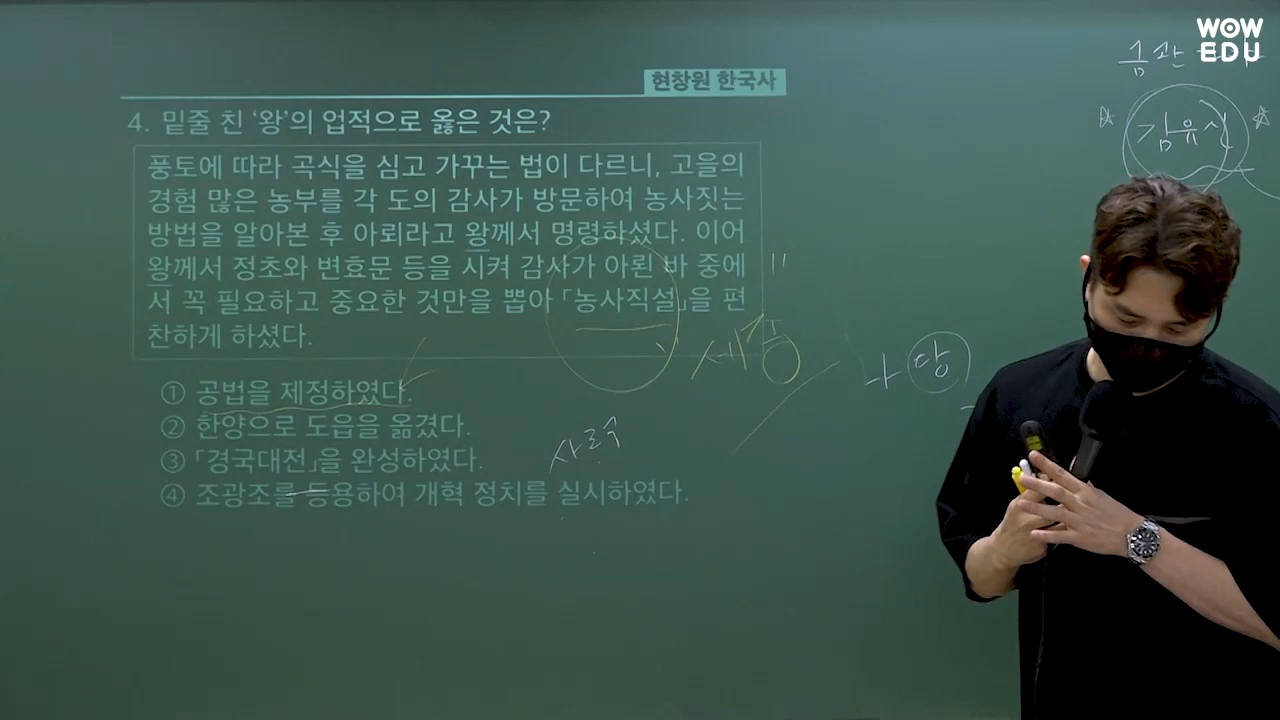 WOW
EDU
금관
김유신
현창원 한국사
4. 밑줄 친 '왕'의 업적으로 옳은 것은?
풍토에 따라 곡식을 심고 가꾸는 법이 다르니, 고을의
경험 많은 농부를 각 도의 감사가 방문하여 농사짓는
방법을 알아본 후 아뢰라고 왕께서 명령하셨다. 이어
왕께서 정초와 변효문 등을 시켜 감사가 아뢴 바 중에
서 꼭 필요하고 중요한 것만을 뽑아 「농사직설」을 편
찬하게 하셨다.
세종
나 당
① 공법을 제정하였다.
② 한양으로 도읍을 옮겼다.
③ 「경국대전」을 완성하였다.
④ 조광조를 등용하여 개혁 정치를 실시하였다.